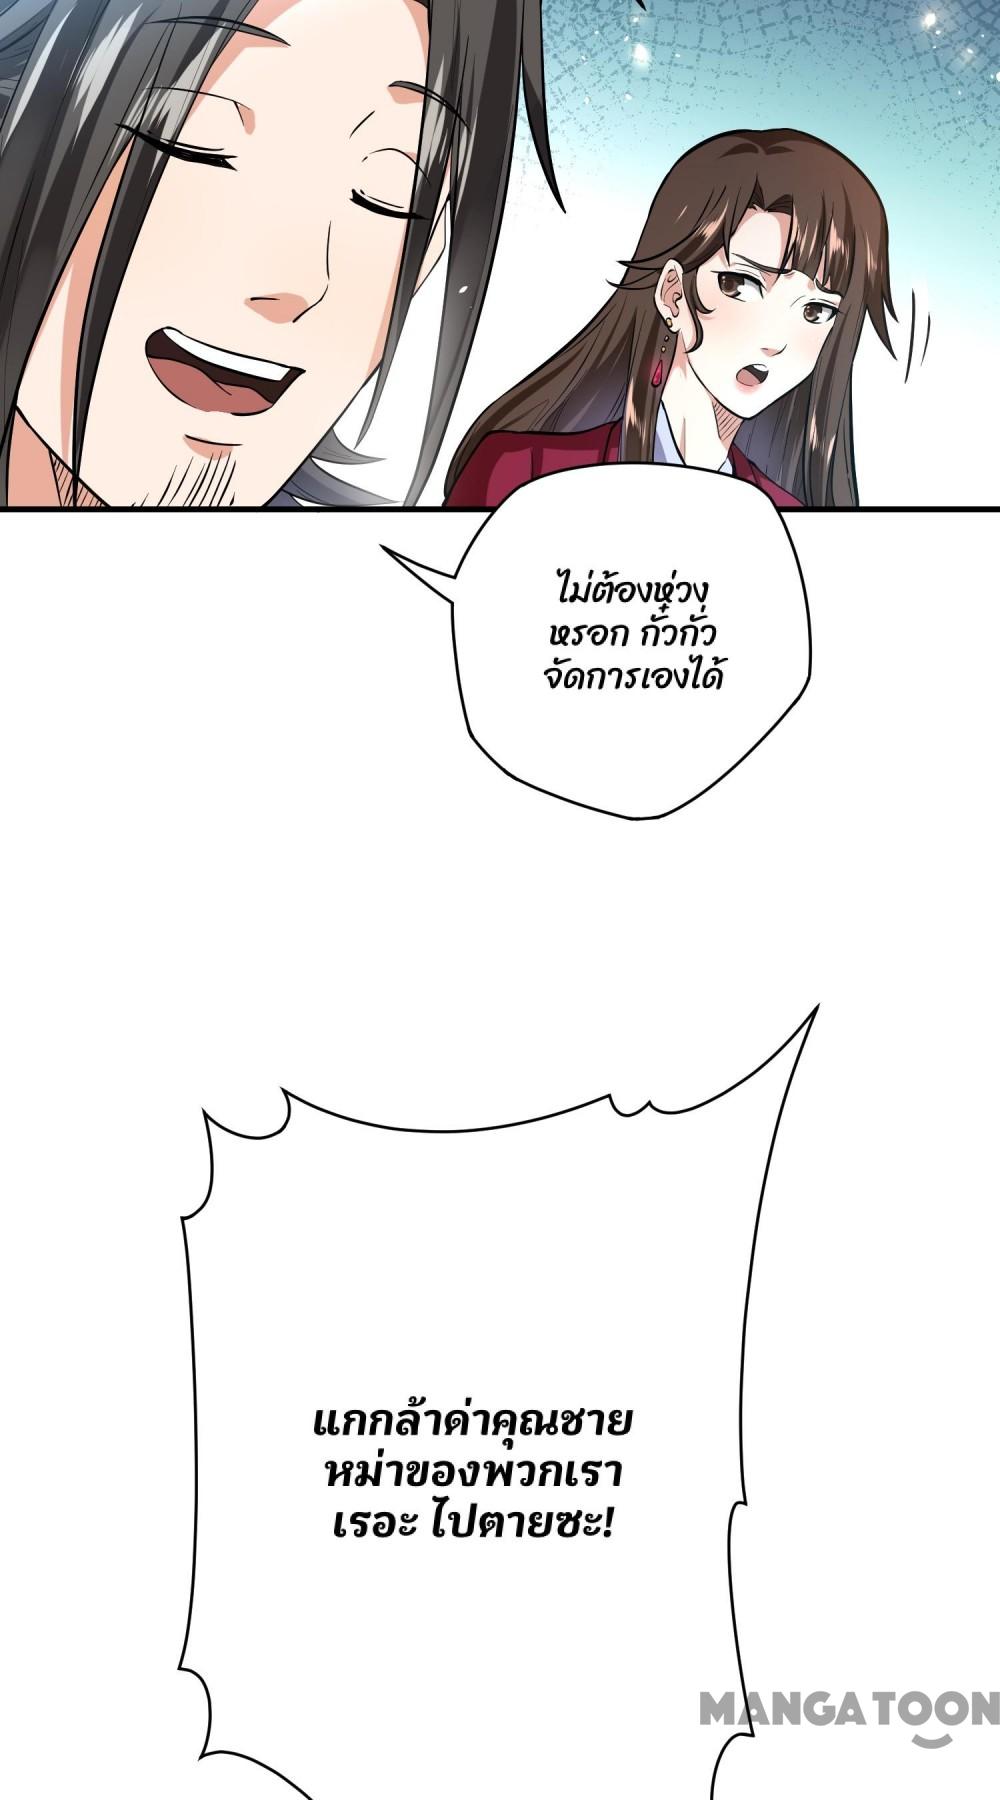 ไม่ต้องห่วง
หรอก กั๋วกั่ว
จัดการเองได้
แกกล้าด่าคุณชาย
หม่าของพวกเรา
เรอะ ไปตายซะ!
MANGATOON